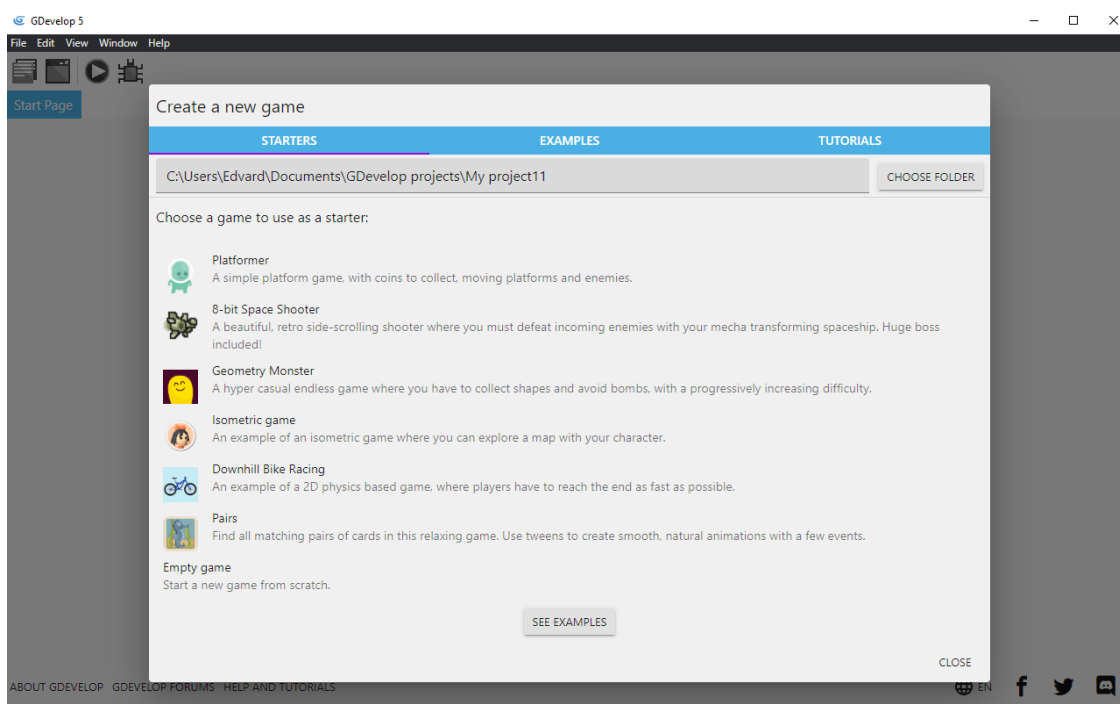 GDevelop 5
File Edit View Window Help
Start Page
Create a new game
STARTERS EXAMPLES TUTORIALS
C:\Users\Edvard\Documents\GDevelop projects\My project11
CHOOSE FOLDER
Choose a game to use as a starter:
Platformer
A simple platform game, with coins to collect, moving platforms and enemies.
8-bit Space Shooter
A beautiful, retro side-scrolling shooter where you must defeat incoming enemies with your mecha transforming spaceship. Huge boss
included!
Geometry Monster
A hyper casual endless game where you have to collect shapes and avoid bombs, with a progressively increasing difficulty.
Isometric game
An example of an isometric game where you can explore a map with your character.
Downhill Bike Racing
An example of a 2D physics based game, where players have to reach the end as fast as possible.
Pairs
Find all matching pairs of cards in this relaxing game. Use tweens to create smooth, natural animations with a few events.
Empty game
Start a new game from scratch.
SEE EXAMPLES
CLOSE
ABOUT GDEVELOP GDEVELOP FORUMS HELP AND TUTORIALS EN